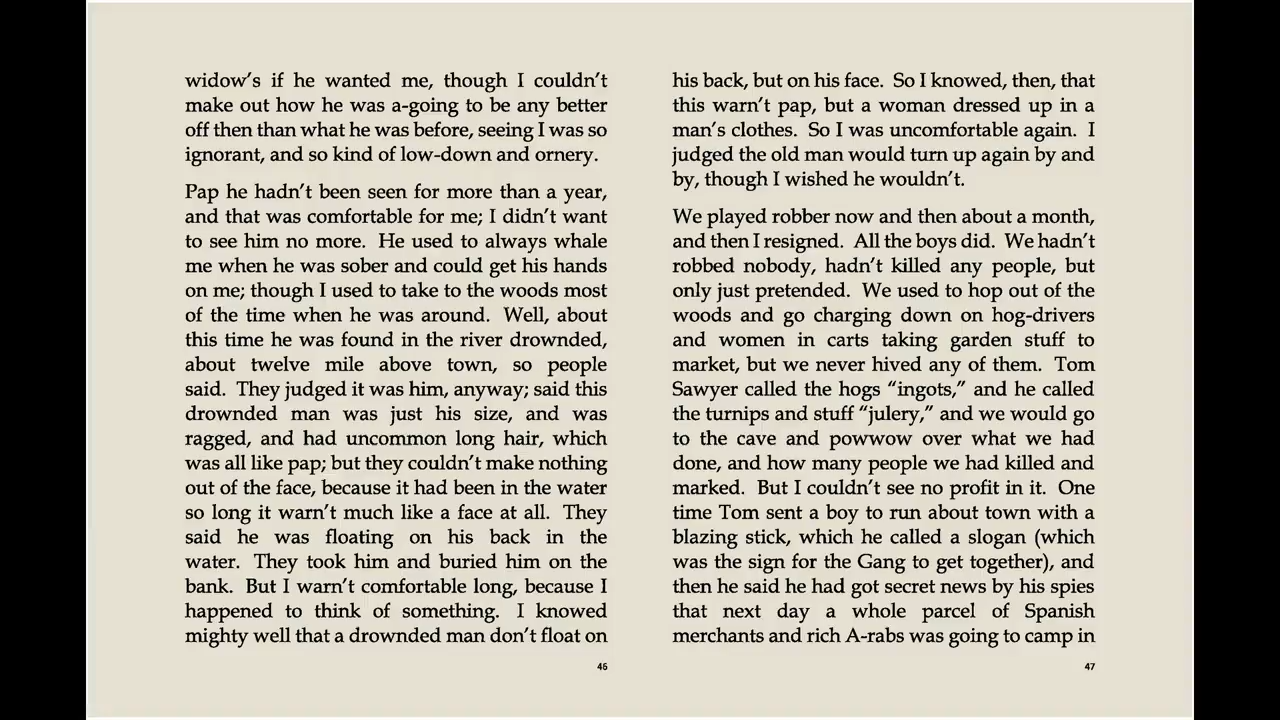 widow's if he wanted me, though I couldn't
make out how he was a-going to be any better
off then than what he was before, seeing I was so
ignorant, and so kind of low-down and ornery.
Pap he hadn't been seen for more than a year,
and that was comfortable for me; I didn't want
to see him no more.  He used to always whale
me when he was sober and could get his hands
on me; though I used to take to the woods most
of the time when he was around.  Well, about
this time he was found in the river drownded,
about twelve mile above town, so people
said.  They judged it was him, anyway; said this
drownded man was just his size, and was
ragged, and had uncommon long hair, which
was all like pap; but they couldn't make nothing
out of the face, because it had been in the water
so long it warn't much like a face at all.  They
said he was floating on his back in the
water.  They took him and buried him on the
bank.  But I warn't comfortable long, because I
happened to think of something.  I knowed
mighty well that a drownded man don't float on
46
his back, but on his face.  So I knowed, then, that
this warn't pap, but a woman dressed up in a
man's clothes.  So I was uncomfortable again.  I
judged the old man would turn up again by and
by, though I wished he wouldn't.
We played robber now and then about a month,
and then I resigned.  All the boys did.  We hadn't
robbed nobody, hadn't killed any people, but
only just pretended.  We used to hop out of the
woods and go charging down on hog-drivers
and women in carts taking garden stuff to
market, but we never hived any of them.  Tom
Sawyer called the hogs "ingots," and he called
the turnips and stuff "julery," and we would go
to the cave and powwow over what we had
done, and how many people we had killed and
marked.  But I couldn't see no profit in it.  One
time Tom sent a boy to run about town with a
blazing stick, which he called a slogan (which
was the sign for the Gang to get together), and
then he said he had got secret news by his spies
that next day a whole parcel of Spanish
merchants and rich A-rabs was going to camp in
47